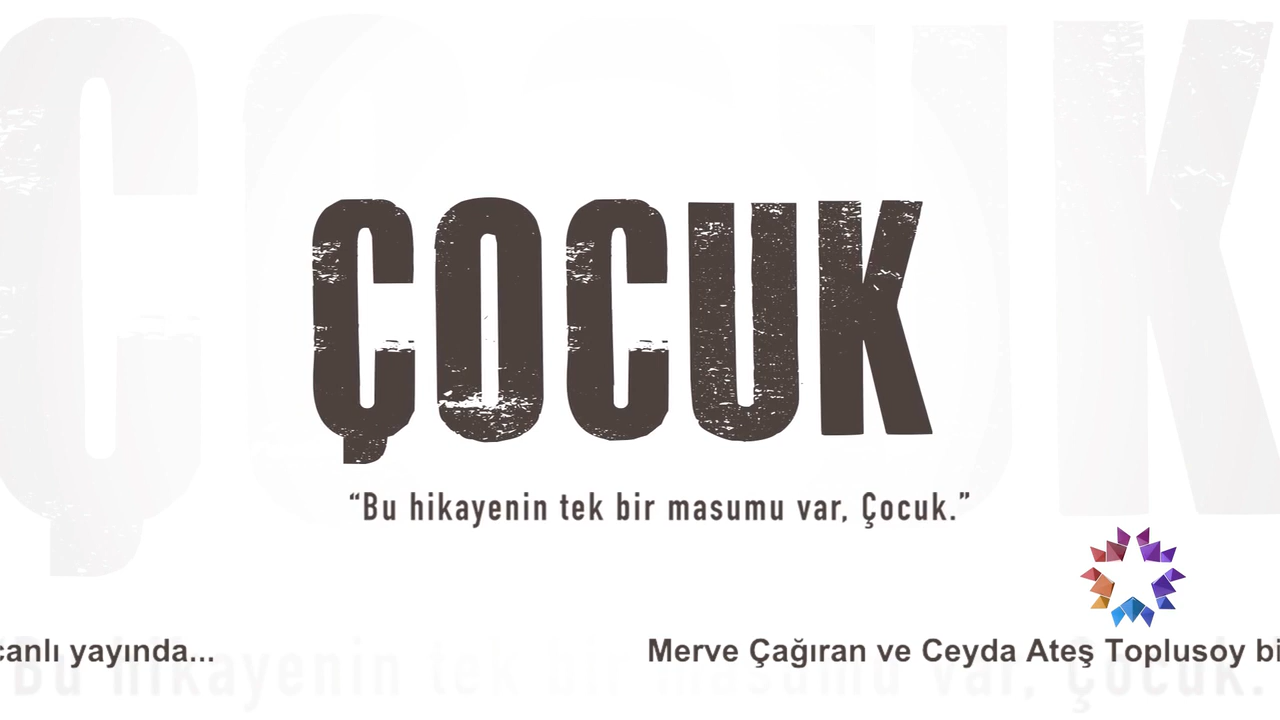 ÇOCUK
“Bu hikayenin tek bir masumu var, Çocuk.”
canlı yayında... Merve Çağıran ve Ceyda Ateş Toplusoy bi